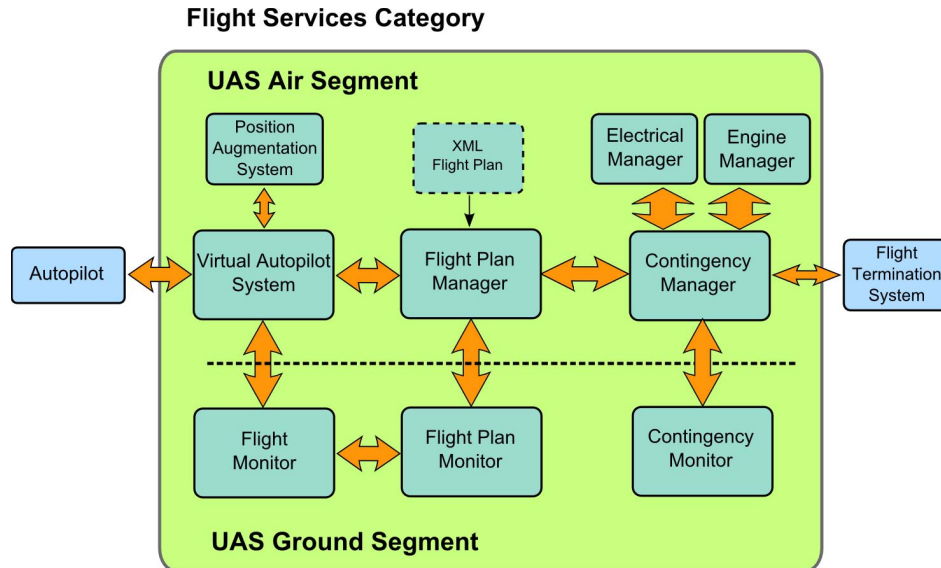 Flight Services Category
UAS Air Segment
Position
Augmentation
System
XML
Flight Plan
Electrical
Manager
Engine
Manager
Autopilot
Virtual Autopilot
System
Flight Plan
Manager
Contingency
Manager
Flight
Termination
System
Flight
Monitor
Flight Plan
Monitor
Contingency
Monitor
UAS Ground Segment